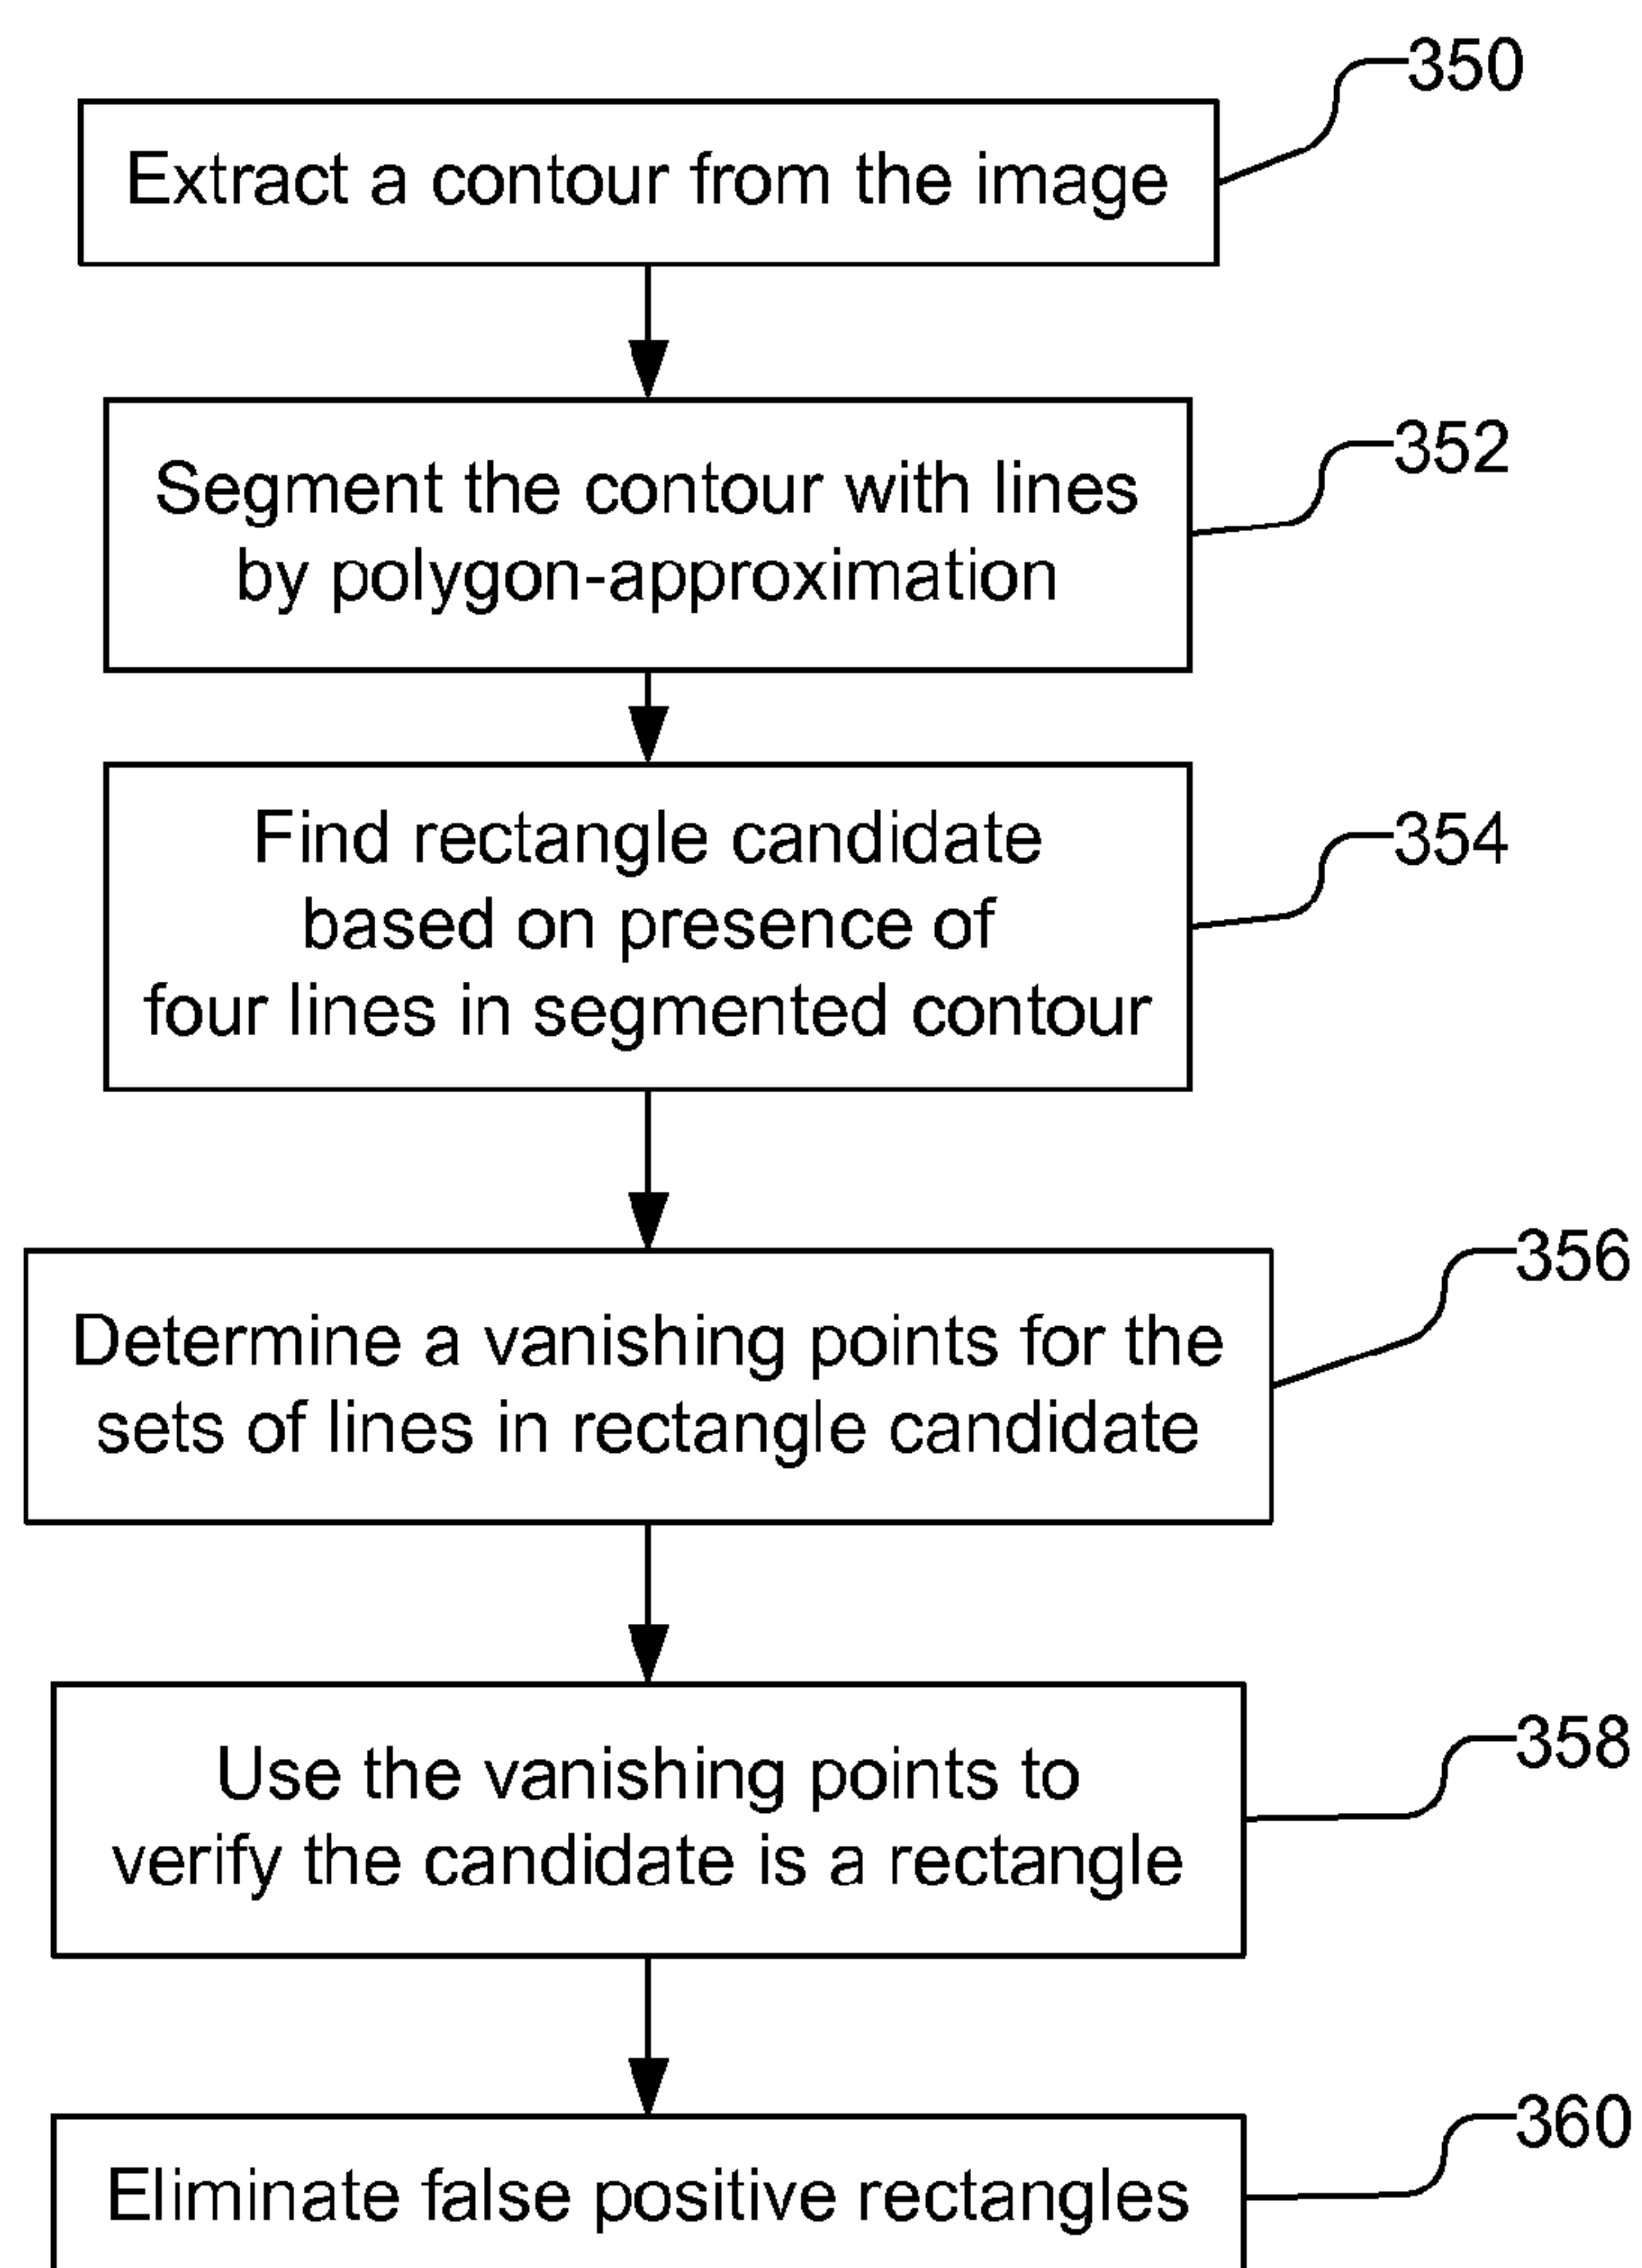 350
Extract a contour from the image
352
Segment the contour with lines
by polygon-approximation
354
Find rectangle candidate
based on presence of
four lines in segmented contour
356
Determine a vanishing points for the
sets of lines in rectangle candidate
358
Use the vanishing points to
verify the candidate is a rectangle
360
Eliminate false positive rectangles